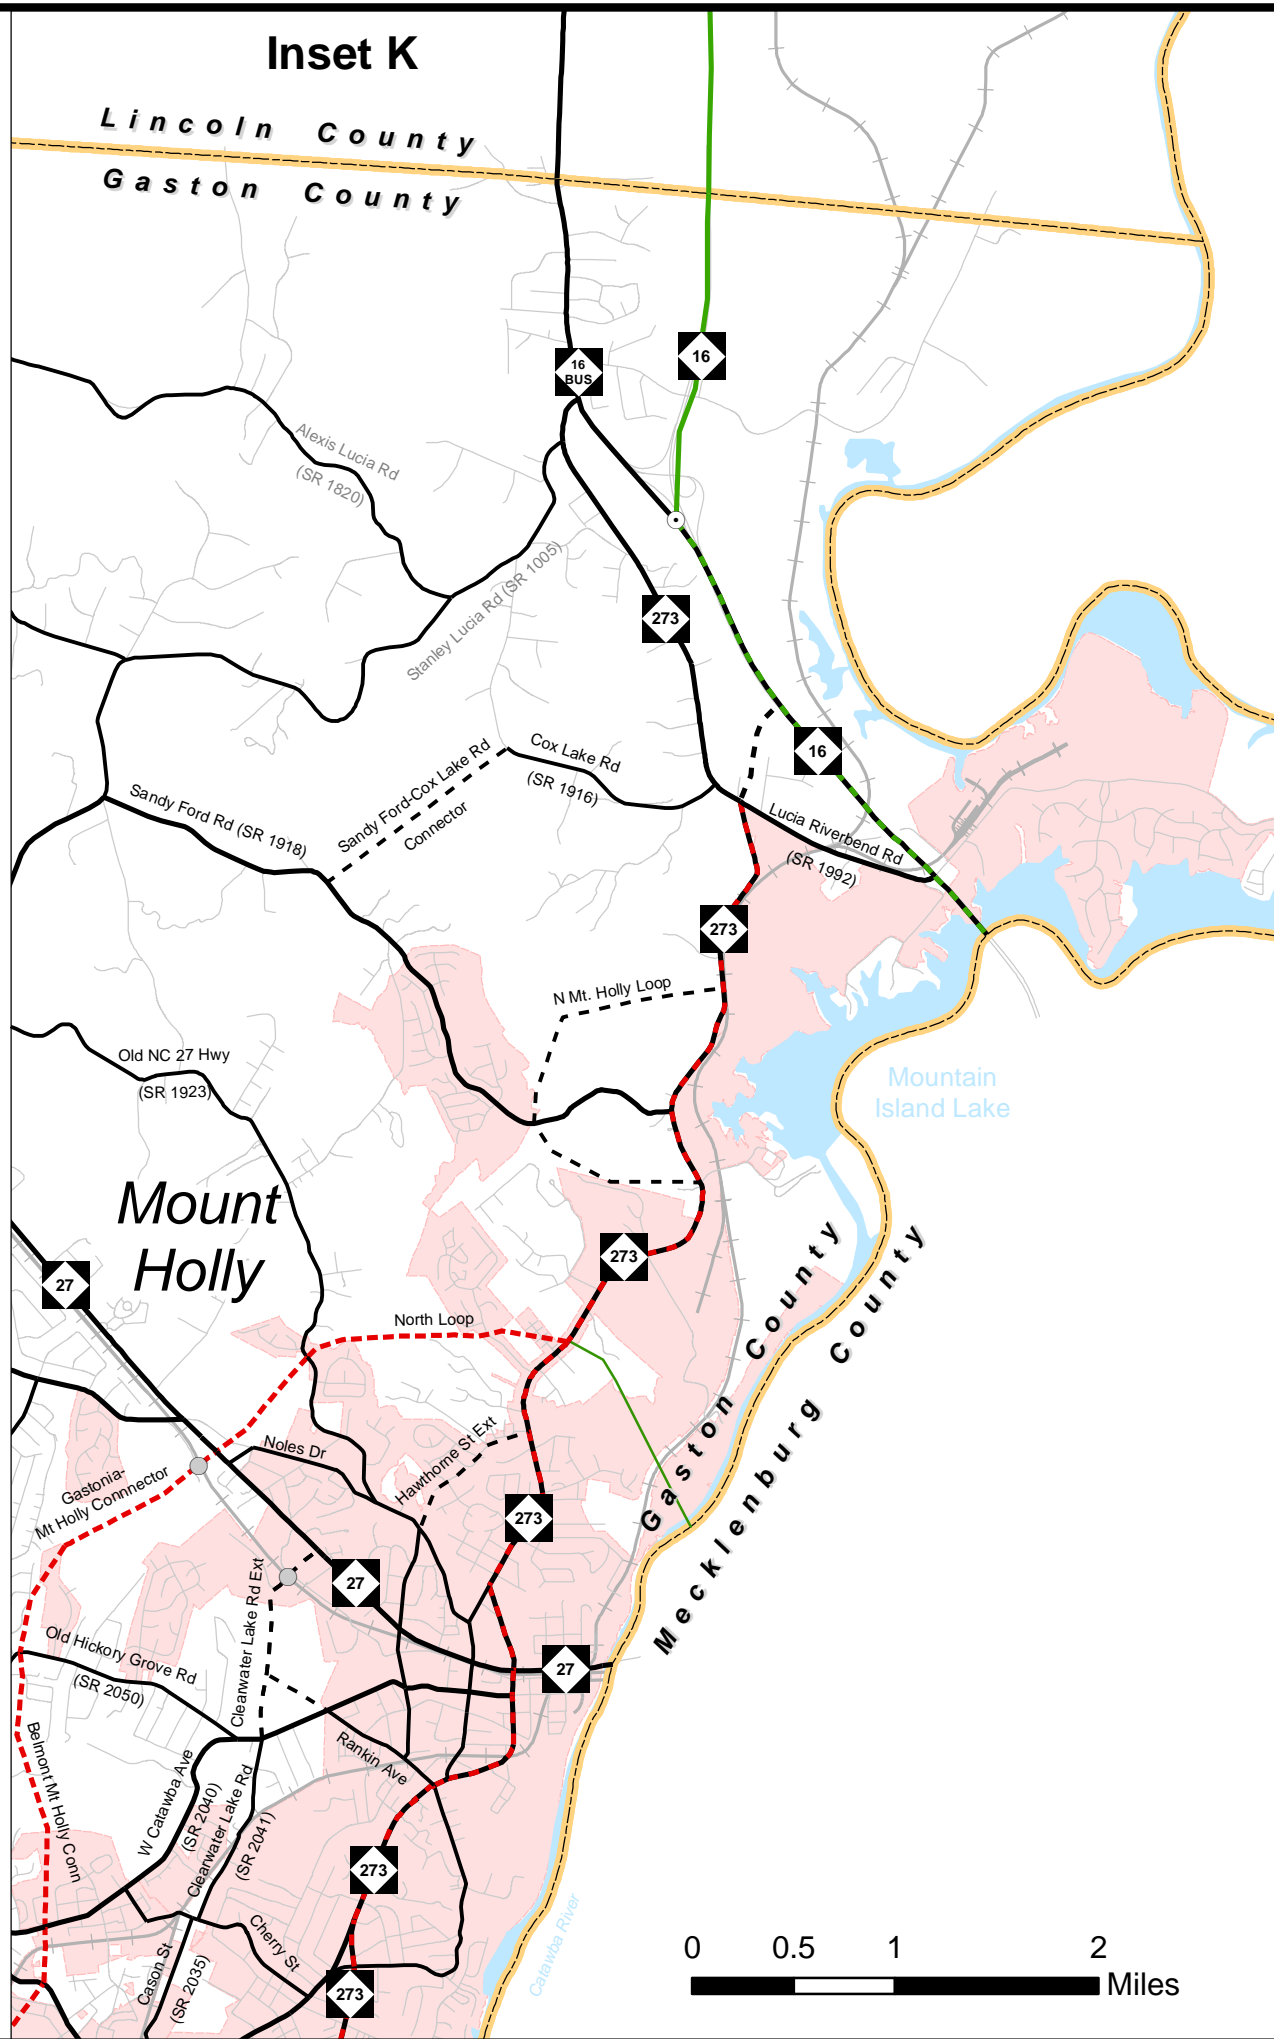 Inset K
Lincoln County
Gaston County
16
BUS
16
Alexis Lucia Rd
(SR 1820)
Stanley Lucia Rd (SR 1005)
273
16
Cox Lake Rd
(SR 1916)
Sandy Ford-Cox Lake Rd
Connector
Sandy Ford Rd (SR 1918)
Lucia Riverbend Rd
(SR 1992)
273
N Mt. Holly Loop
Old NC 27 Hwy
(SR 1923)
Mountain
Island Lake
Mount
Holly
27
273
Gaston County
Mecklenburg County
North Loop
Noles Dr
Hawthorne St Ext
Gastonia-
Mt Holly Connnector
273
27
Clearwater Lake Rd Ext
27
Old Hickory Grove Rd
(SR 2050)
Belmont Mt Holly Conn
Rankin Ave
W Catawba Ave
(SR 2040)
Clearwater Lake Rd
(SR 2041)
273
Cherry St
Cason St
(SR 2035)
273
Catawba River
0 0.5 1 2
Miles